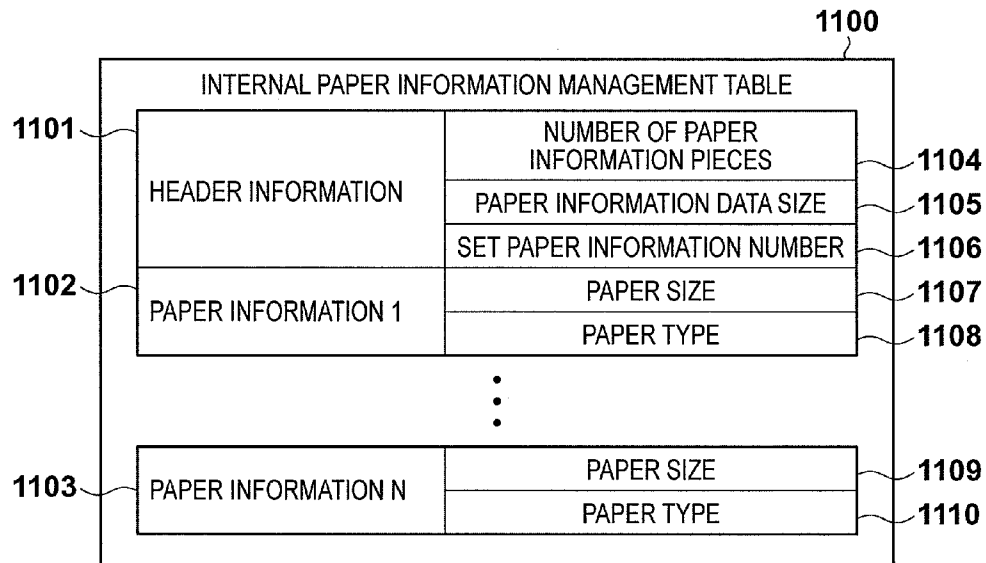 1100
INTERNAL PAPER INFORMATION MANAGEMENT TABLE
1101
HEADER INFORMATION
NUMBER OF PAPER
INFORMATION PIECES
1104
PAPER INFORMATION DATA SIZE
1105
SET PAPER INFORMATION NUMBER
1106
1102
PAPER INFORMATION 1
PAPER SIZE
1107
PAPER TYPE
1108
1103
PAPER INFORMATION N
PAPER SIZE
1109
PAPER TYPE
1110